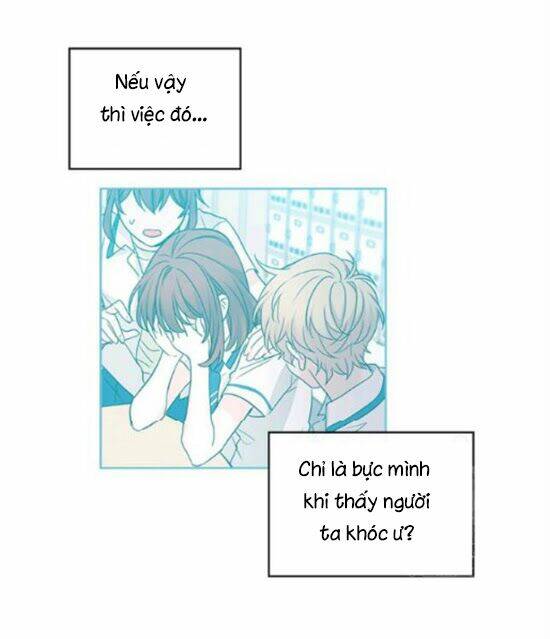 Nếu vậy
thì việc đó...
Chỉ là bực mình
khi thấy người
ta khóc ư?